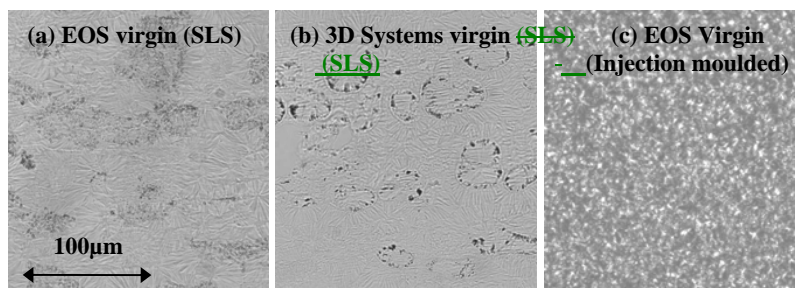 (a) EOS virgin (SLS)
(b) 3D Systems virgin (SLS)
(SLS)
(c) EOS Virgin
- (Injection moulded)
100μm